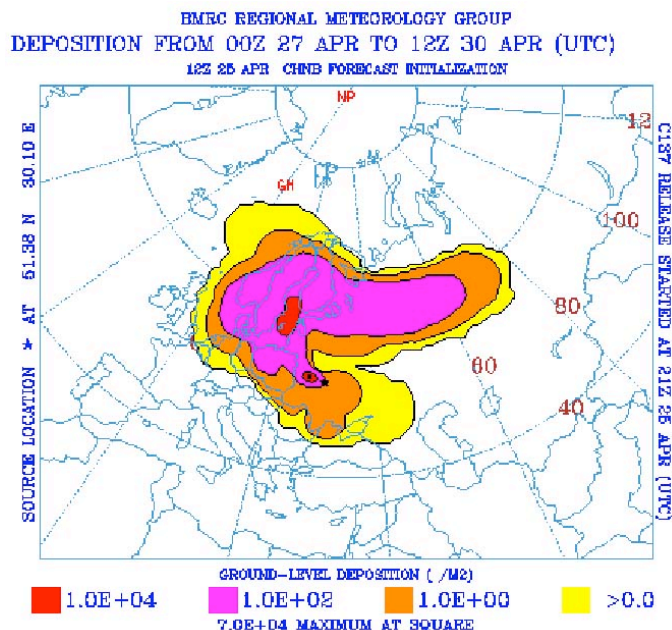 BMRC REGIONAL METEOROLOGY GROUP
DEPOSITION FROM 00Z 27 APR TO 12Z 30 APR (UTC)
12Z 25 APR CHNB FORECAST INITIALIZATION
SOURCE LOCATION ★ AT 51.38 N 30.10 E
NP
GM
12
100
80
60
40
C137 RELEASE STARTED AT 21Z 25 APR (UTC)
GROUND-LEVEL DEPOSITION ( /M2)
1.0E+04 1.0E+02 1.0E+00 >0.0
7.0E+04 MAXIMUM AT SQUARE